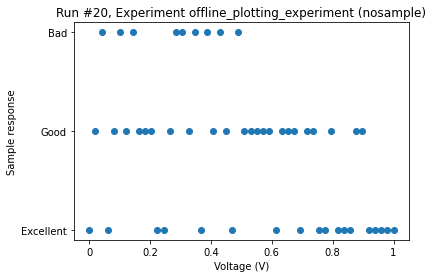 Run #20, Experiment offline_plotting_experiment (nosample)
Bad
Good
Excellent
Sample response
0 0.2 0.4 0.6 0.8 1
Voltage (V)